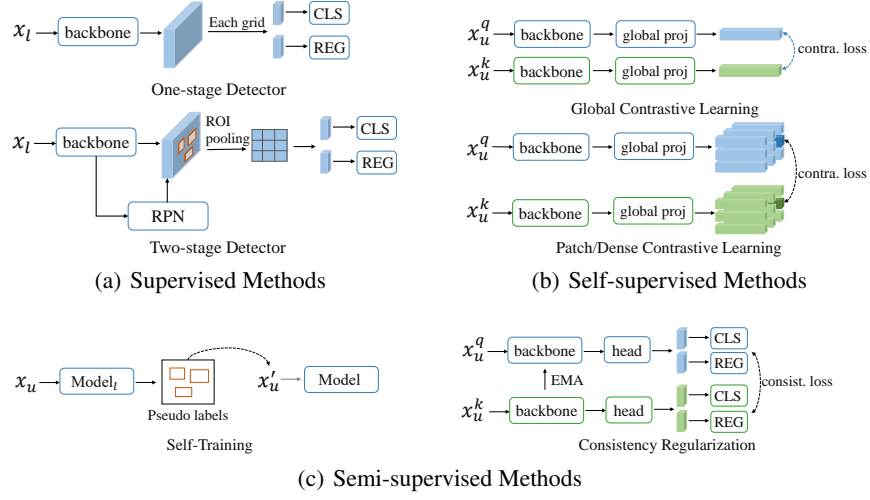 x_l
backbone
Each grid
CLS
REG
One-stage Detector
x_l
backbone
ROI
pooling
CLS
REG
RPN
Two-stage Detector
(a) Supervised Methods
x_u^q
backbone
global proj
x_u^k
backbone
global proj
contra. loss
Global Contrastive Learning
x_u^q
backbone
global proj
contra. loss
x_u^k
backbone
global proj
Patch/Dense Contrastive Learning
(b) Self-supervised Methods
x_u
Model_l
Pseudo labels
x_u'
Model
Self-Training
x_u^q
backbone
head
CLS
REG
EMA
consist. loss
x_u^k
backbone
head
CLS
REG
Consistency Regularization
(c) Semi-supervised Methods